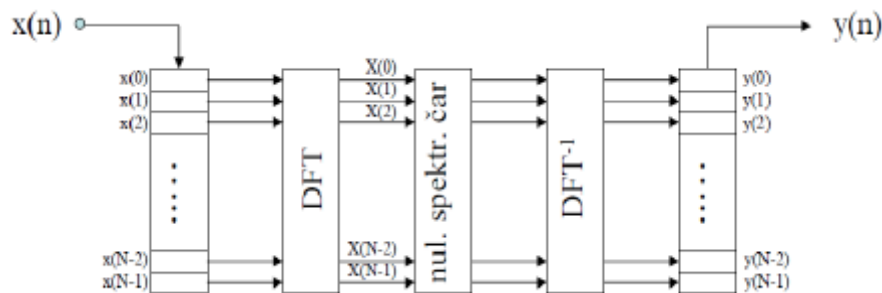 x(n)
y(n)
x(0)
x(1)
x(2)
x(N-2)
x(N-1)
DFT
X(0)
X(1)
X(2)
X(N-2)
X(N-1)
nul. spektr. čar
DFT-1
y(0)
y(1)
y(2)
y(N-2)
y(N-1)